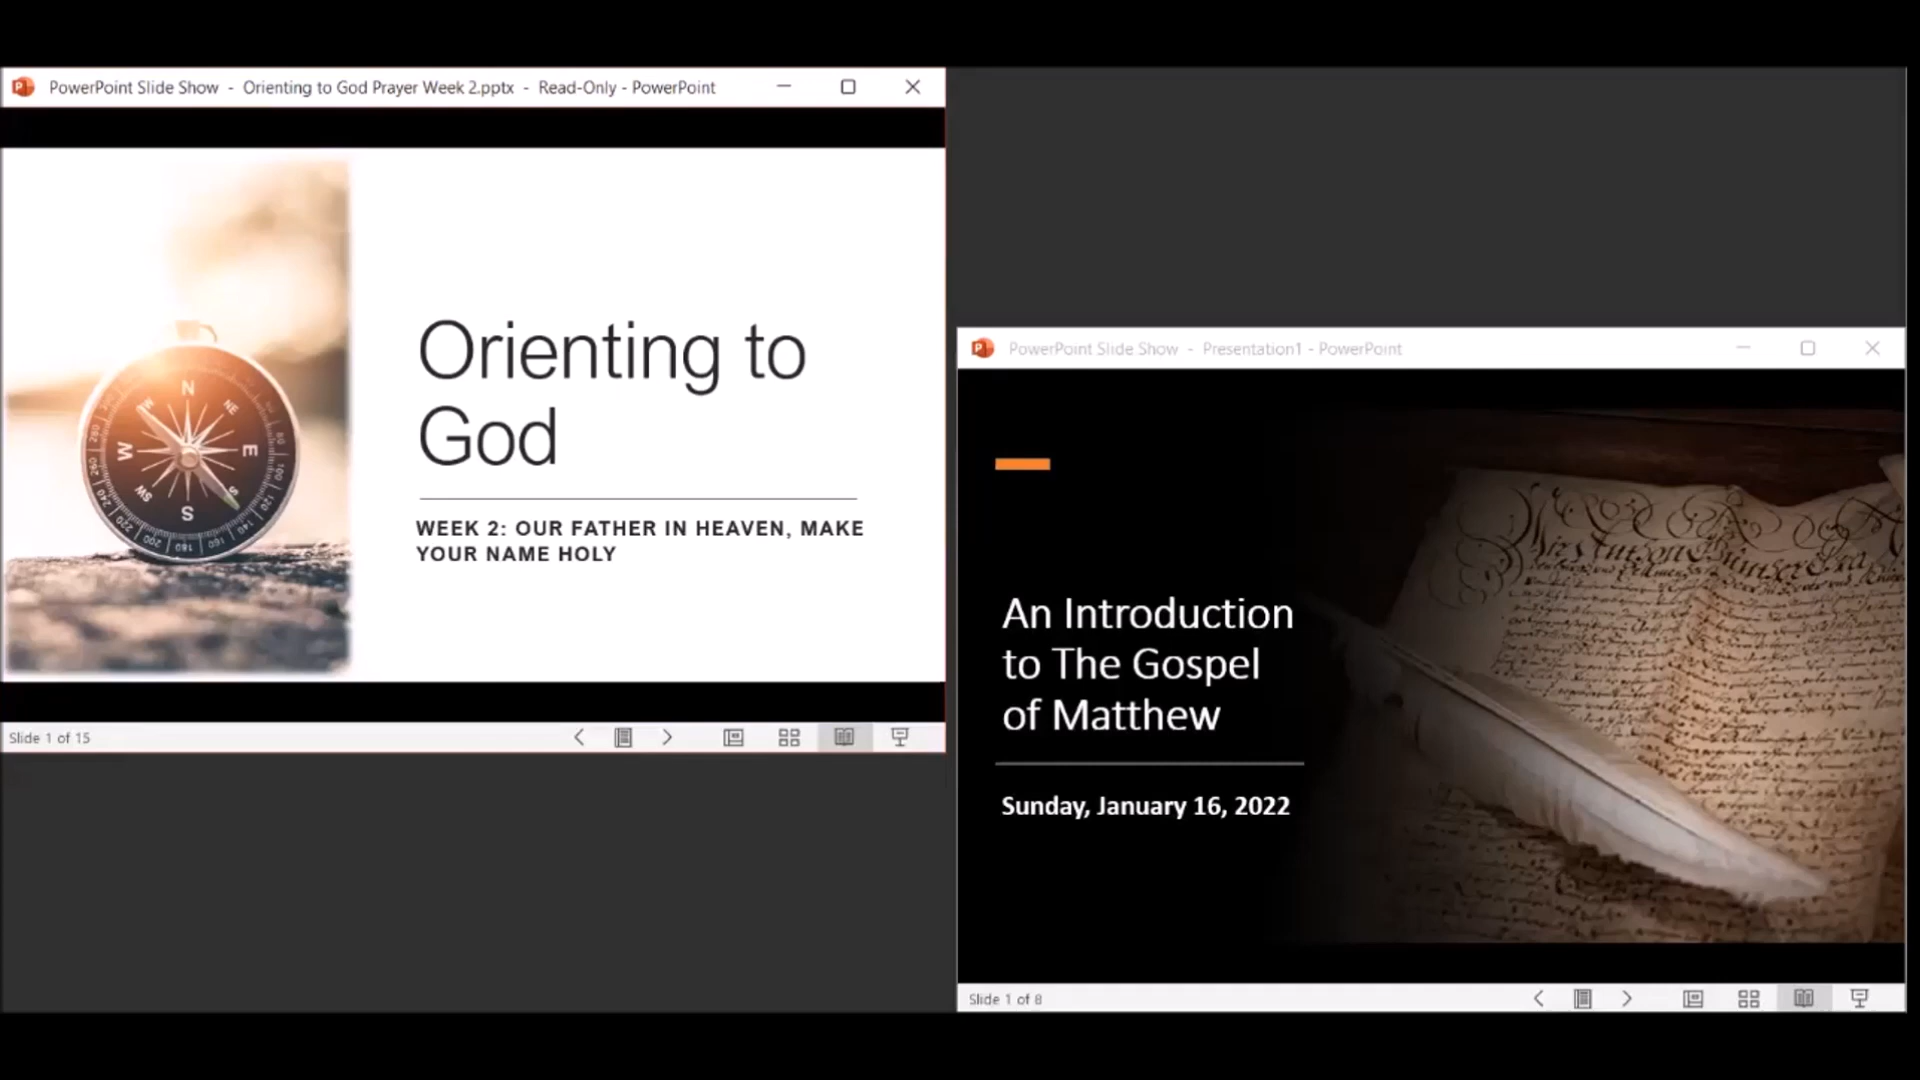 PowerPoint Slide Show - Orienting to God Prayer Week 2.pptx - Read-Only - PowerPoint
Orienting to
God
WEEK 2: OUR FATHER IN HEAVEN, MAKE
YOUR NAME HOLY
N
NE
E
S
S
SW
W
W
Slide 1 of 15
PowerPoint Slide Show - Presentation1 - PowerPoint
An Introduction
to The Gospel
of Matthew
Sunday, January 16, 2022
Slide 1 of 8